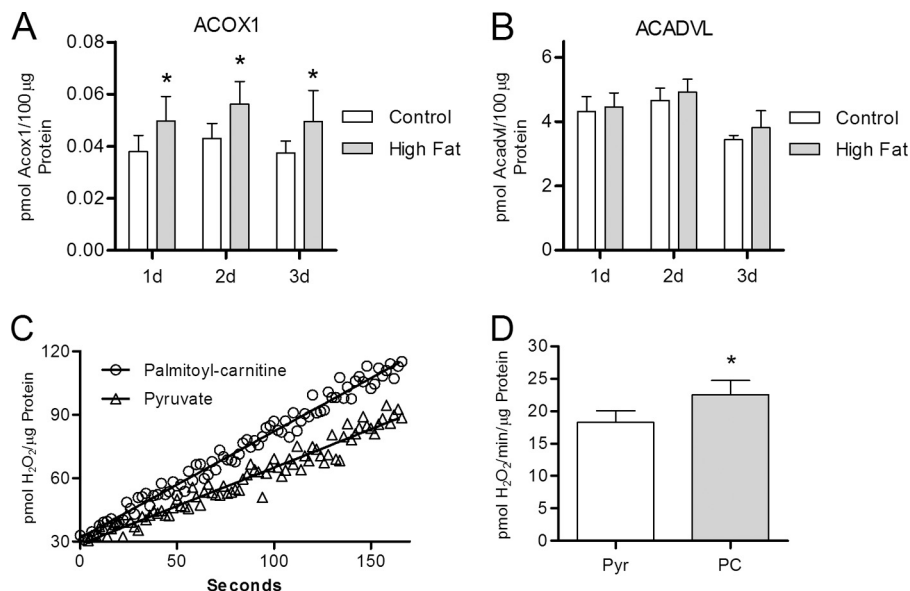 A
ACOX1
pmol Acox1/100μg
Protein
0.08
0.06
0.04
0.02
0.00
*
*
*
1d
2d
3d
Control
High Fat
B
ACADVL
pmol Acadvl/100μg
Protein
6
4
2
0
1d
2d
3d
Control
High Fat
C
pmol H₂O₂/μg Protein
120
90
60
30
Palmitoyl-carnitine
Pyruvate
0
50
100
150
Seconds
D
pmol H₂O₂/min/μg Protein
30
25
20
15
10
5
0
*
Pyr
PC